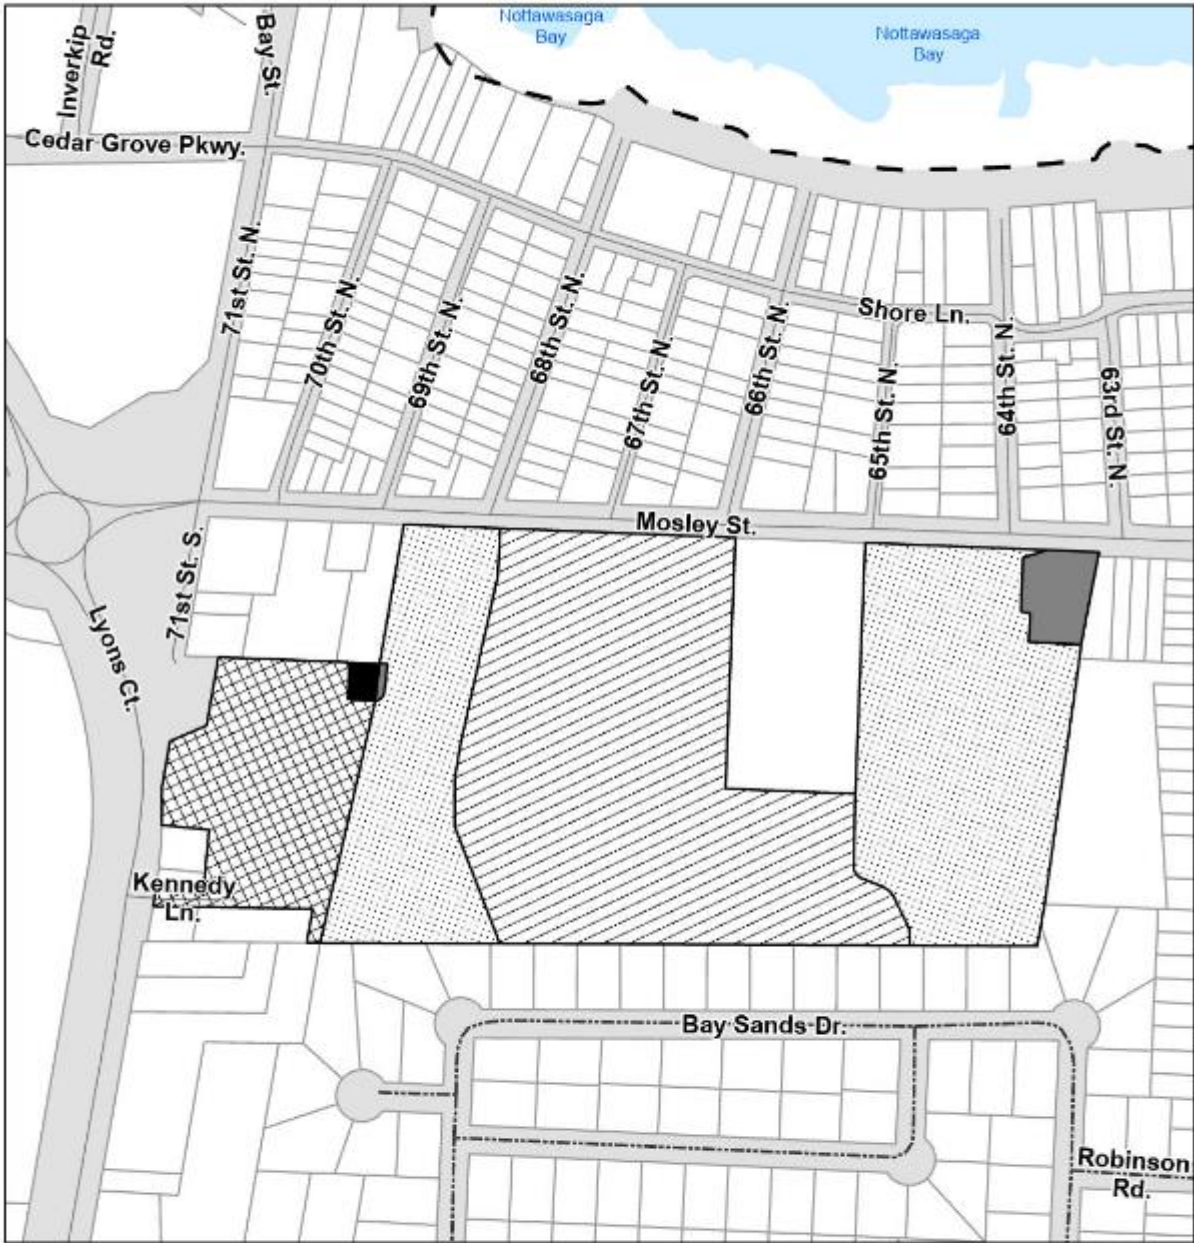 Nottawasaga
Bay
Nottawasaga
Bay
Inverkip
Rd.
Bay St.
Cedar Grove Pkwy.
71st St. N.
70th St. N.
69th St. N.
68th St. N.
67th St. N.
66th St. N.
65th St. N.
64th St. N.
63rd St. N.
Shore Ln.
Mosley St.
71st St. S.
Lyons Ct.
Kennedy
Ln.
Bay Sands Dr.
Robinson
Rd.